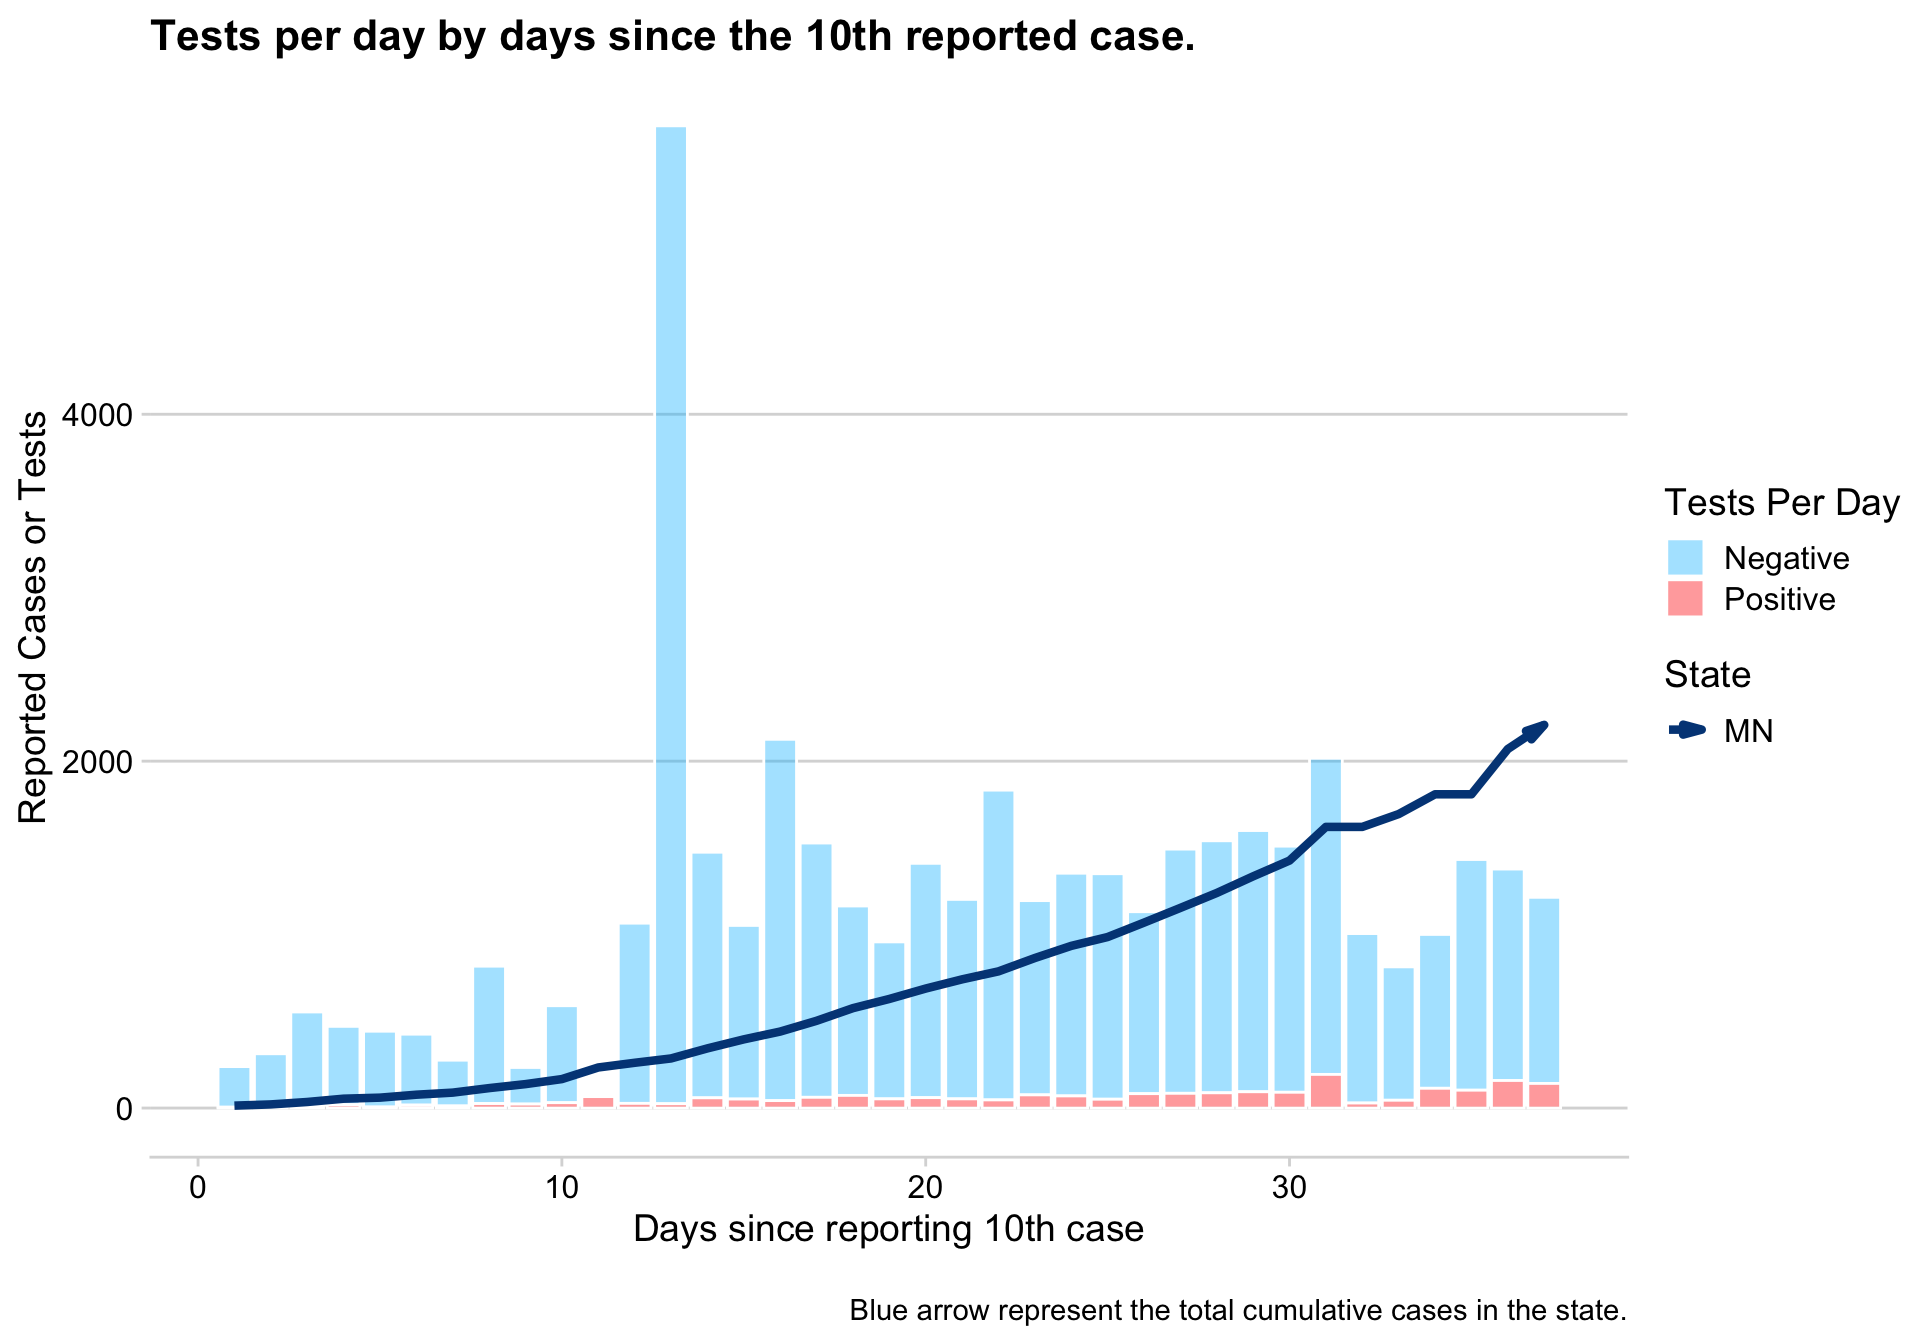 Tests per day by days since the 10th reported case.
Reported Cases or Tests
4000
2000
0
0 10 20 30
Days since reporting 10th case
Tests Per Day
Negative
Positive
State
MN
Blue arrow represent the total cumulative cases in the state.